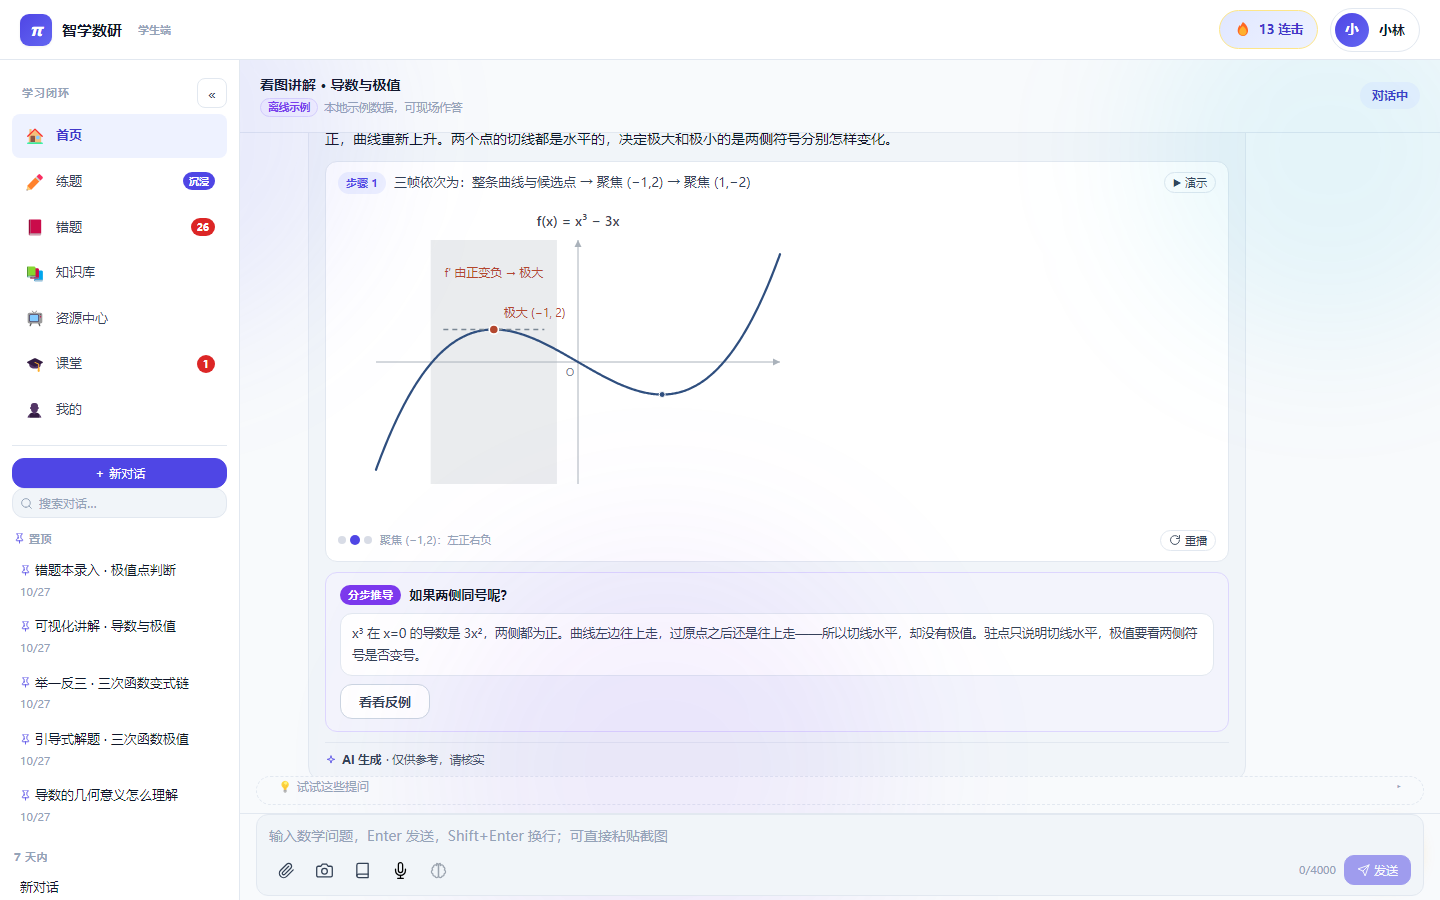 π 智学数研 学生端
13 连击
小 小林
学习闭环
«
首页
练题 沉浸
错题 26
知识库
资源中心
课堂 1
我的
+ 新对话
搜索对话...
置顶
错题本录入 · 极值点判断
10/27
可视化讲解 · 导数与极值
10/27
举一反三 · 三次函数变式链
10/27
引导式解题 · 三次函数极值
10/27
导数的几何意义怎么理解
10/27
7 天内
新对话
看图讲解 • 导数与极值
离线示例 本地示例数据，可现场作答
对话中
正，曲线重新上升。两个点的切线都是水平的，决定极大和极小的是两侧符号分别怎样变化。
步骤 1 三帧依次为：整条曲线与候选点 → 聚焦 (−1,2) → 聚焦 (1,−2)
▶ 演示
f(x) = x³ − 3x
f′ 由正变负 → 极大
极大 (−1, 2)
O
聚焦 (−1,2)：左正右负
重播
分步推导 如果两侧同号呢？
x³ 在 x=0 的导数是 3x²，两侧都为正。曲线左边往上走，过原点之后还是往上走——所以切线水平，却没有极值。驻点只说明切线水平，极值要看两侧符
号是否变号。
看看反例
AI 生成 · 仅供参考，请核实
试试这些提问
输入数学问题，Enter 发送，Shift+Enter 换行；可直接粘贴截图
0/4000
发送